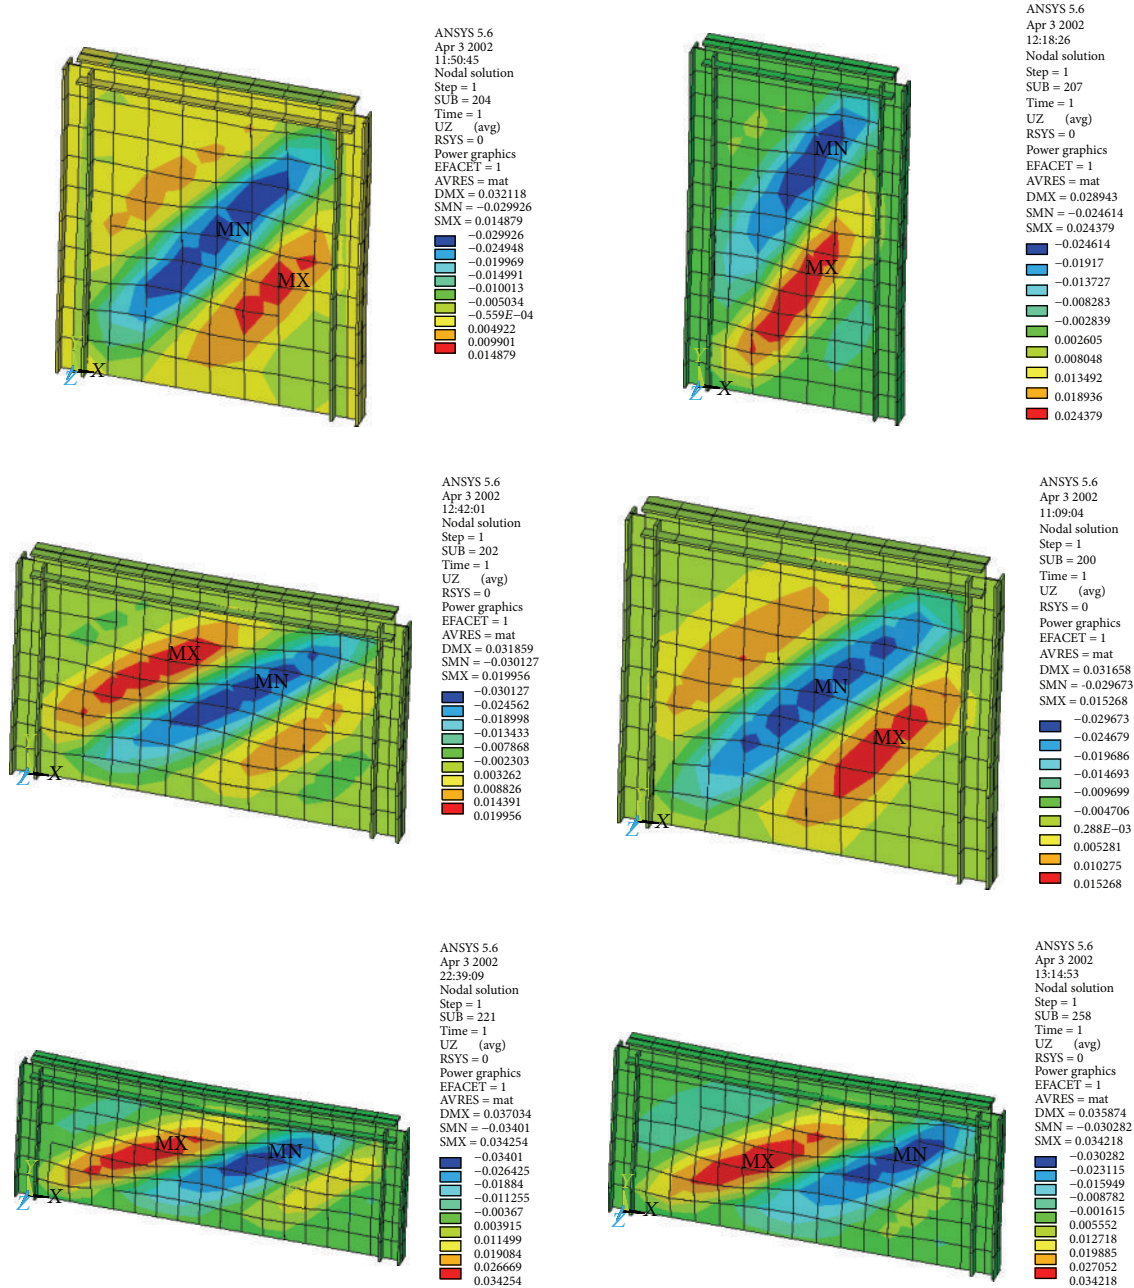 ANSYS 5.6
Apr 3 2002
11:50:45
Nodal solution
Step = 1
SUB = 204
Time = 1
UZ (avg)
RSYS = 0
Power graphics
EFACET = 1
AVRES = mat
DMX = 0.032118
SMN = −0.029926
SMX = 0.014879
−0.029926
−0.024948
−0.019969
−0.014991
−0.010013
−0.005034
−0.559E−04
0.004922
0.009901
0.014879
MN
MX
Y
Z X
ANSYS 5.6
Apr 3 2002
12:18:26
Nodal solution
Step = 1
SUB = 207
Time = 1
UZ (avg)
RSYS = 0
Power graphics
EFACET = 1
AVRES = mat
DMX = 0.028943
SMN = −0.024614
SMX = 0.024379
−0.024614
−0.01917
−0.013727
−0.008283
−0.002839
0.002605
0.008048
0.013492
0.018936
0.024379
MN
MX
Y
Z X
ANSYS 5.6
Apr 3 2002
12:42:01
Nodal solution
Step = 1
SUB = 202
Time = 1
UZ (avg)
RSYS = 0
Power graphics
EFACET = 1
AVRES = mat
DMX = 0.031859
SMN = −0.030127
SMX = 0.019956
−0.030127
−0.024562
−0.018998
−0.013433
−0.007868
−0.002303
0.003262
0.008826
0.014391
0.019956
MX
MN
Y
Z X
ANSYS 5.6
Apr 3 2002
11:09:04
Nodal solution
Step = 1
SUB = 200
Time = 1
UZ (avg)
RSYS = 0
Power graphics
EFACET = 1
AVRES = mat
DMX = 0.031658
SMN = −0.029673
SMX = 0.015268
−0.029673
−0.024679
−0.019686
−0.014693
−0.009699
−0.004706
0.288E−03
0.005281
0.010275
0.015268
MN
MX
Y
Z X
ANSYS 5.6
Apr 3 2002
22:39:09
Nodal solution
Step = 1
SUB = 221
Time = 1
UZ (avg)
RSYS = 0
Power graphics
EFACET = 1
AVRES = mat
DMX = 0.037034
SMN = −0.03401
SMX = 0.034254
−0.03401
−0.026425
−0.01884
−0.011255
−0.00367
0.003915
0.011499
0.019084
0.026669
0.034254
MX
MN
Y
Z X
ANSYS 5.6
Apr 3 2002
13:14:53
Nodal solution
Step = 1
SUB = 258
Time = 1
UZ (avg)
RSYS = 0
Power graphics
EFACET = 1
AVRES = mat
DMX = 0.035874
SMN = −0.030282
SMX = 0.034218
−0.030282
−0.023115
−0.015949
−0.008782
−0.001615
0.005552
0.012718
0.019885
0.027052
0.034218
MX
MN
Y
Z X